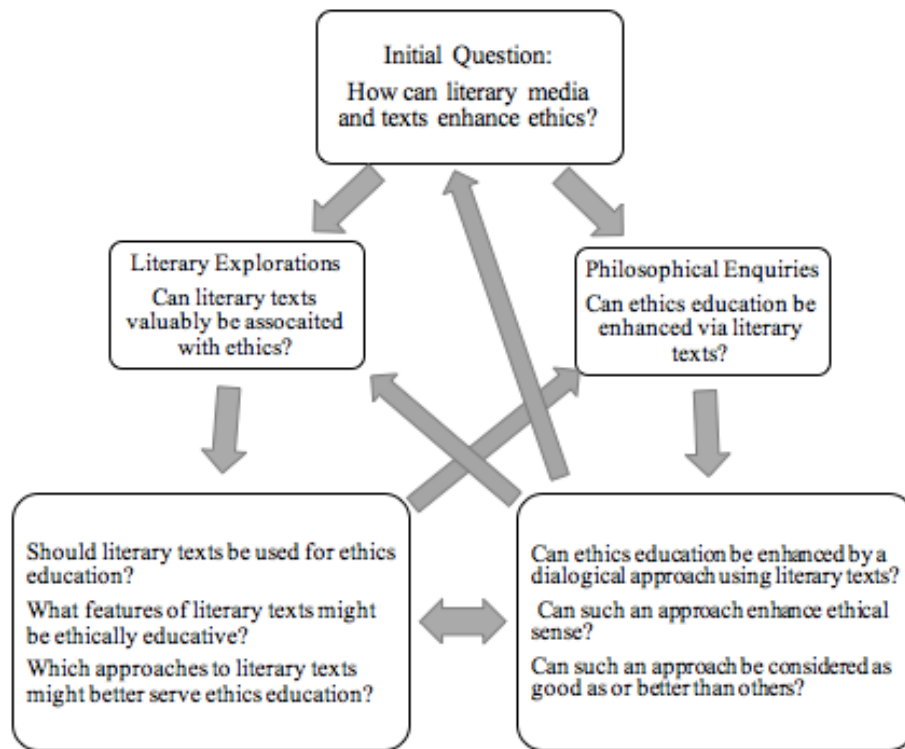 Initial Question:
How can literary media
and texts enhance ethics?
Literary Explorations
Can literary texts
valuably be assocaited
with ethics?
Philosophical Enquiries
Can ethics education be
enhanced via literary
texts?
Should literary texts be used for ethics
education?
What features of literary texts might
be ethically educative?
Which approaches to literary texts
might better serve ethics education?
Can ethics education be enhanced by a
dialogical approach using literary texts?
Can such an approach enhance ethical
sense?
Can such an approach be considered as
good as or better than others?